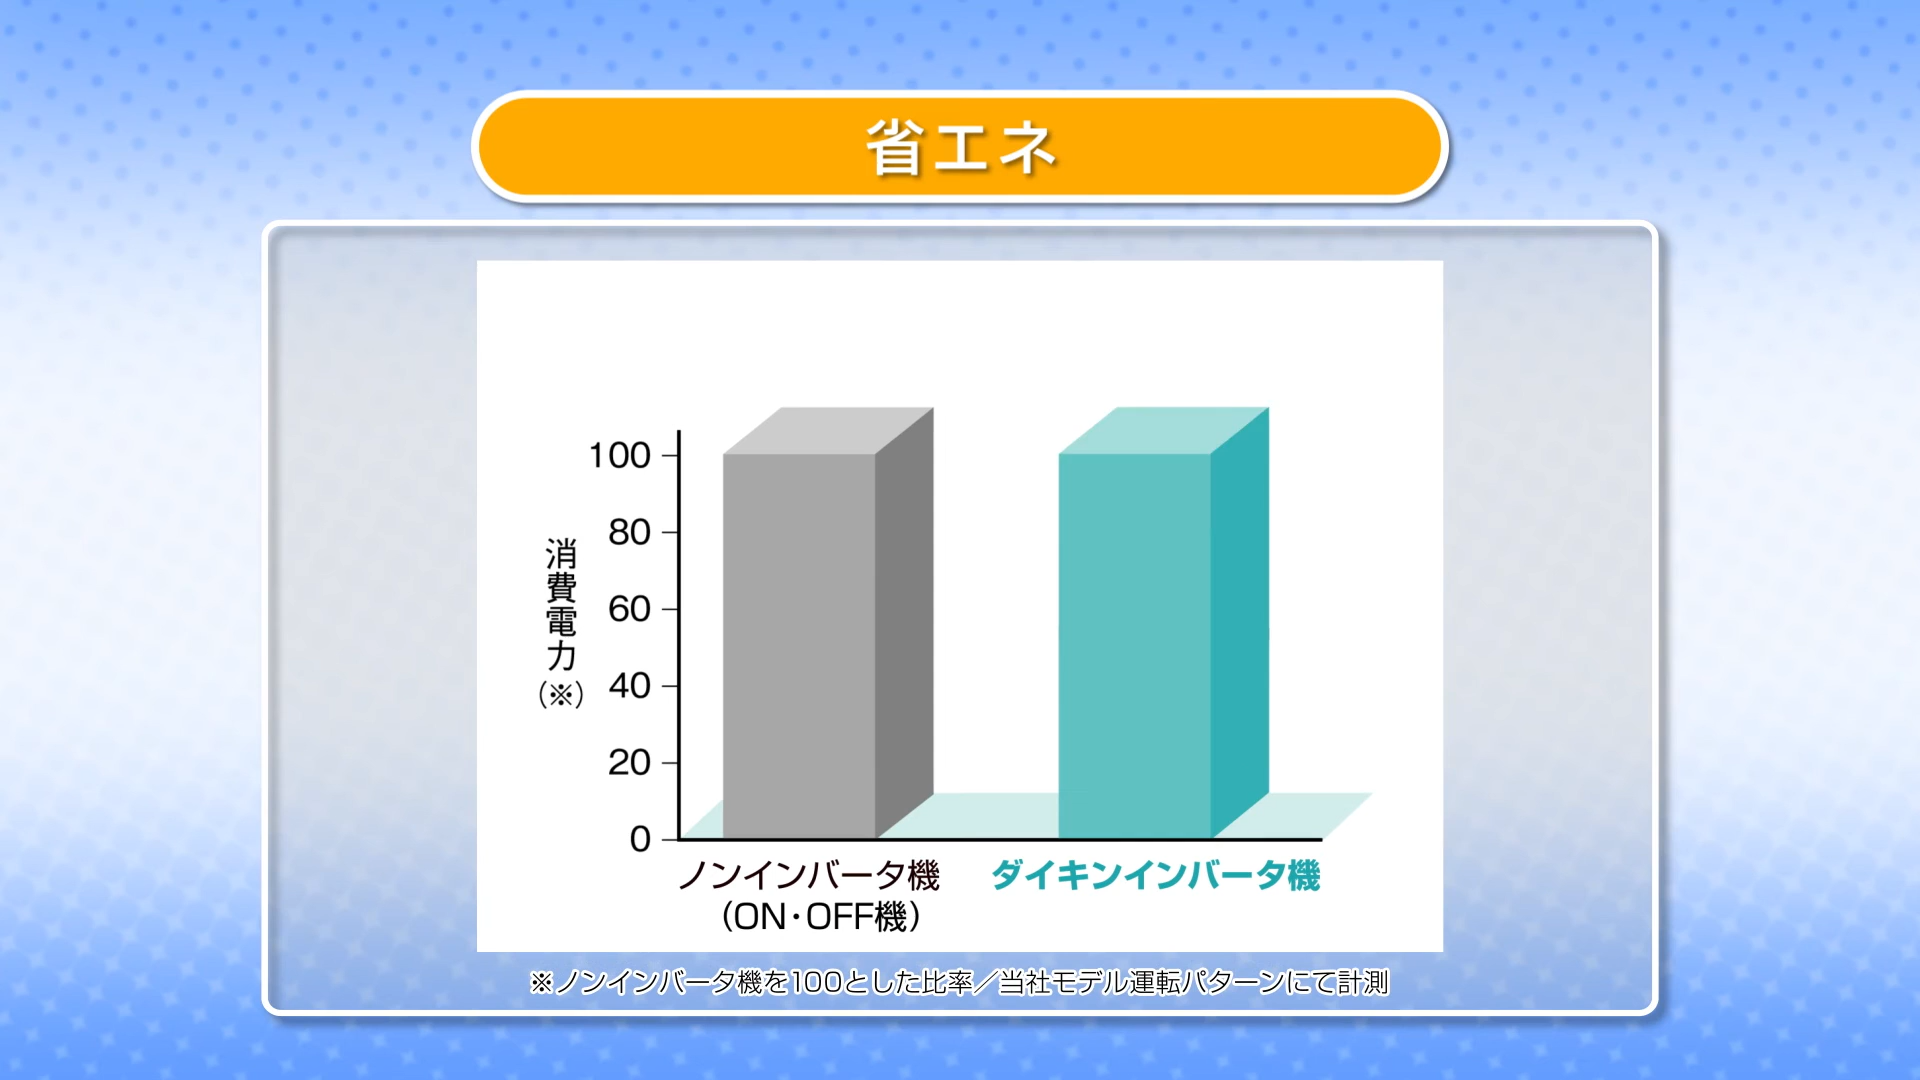 省エネ
100
80
60
40
20
0
消費電力
(※)
ノンインバータ機
(ON・OFF機)
ダイキンインバータ機
※ノンインバータ機を100とした比率／当社モデル運転パターンにて計測